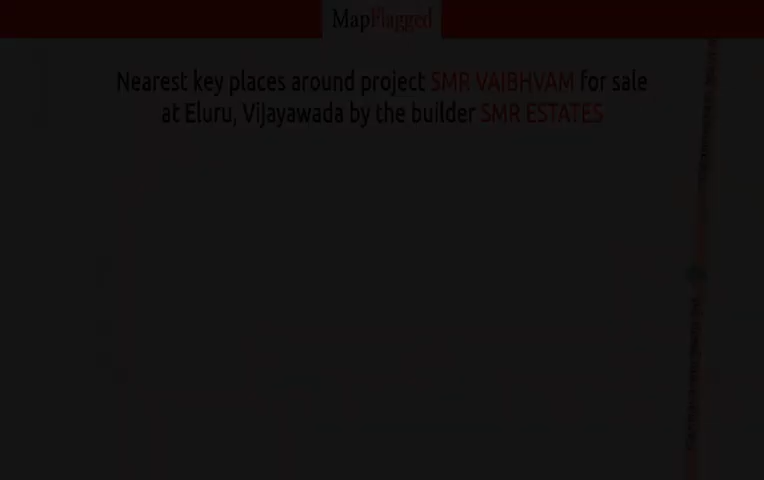 MapFlagged
Nearest key places around project SMR VAIBHVAM for sale
at Eluru, Vijayawada by the builder SMR ESTATES